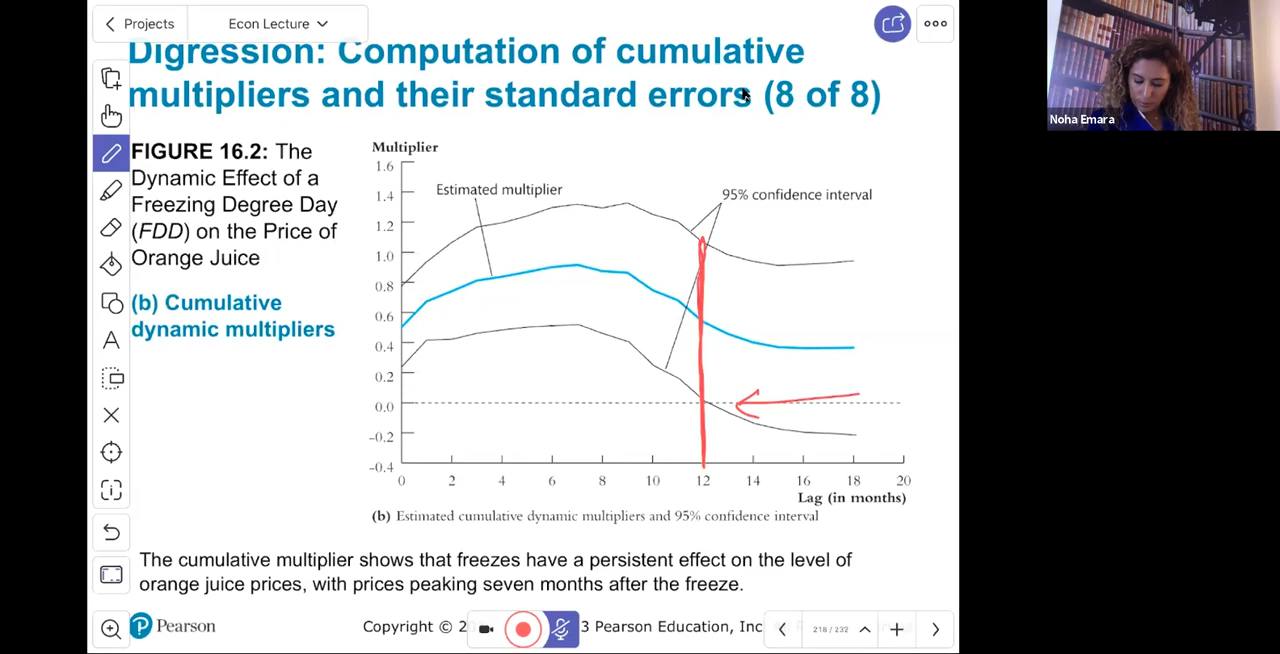 Projects
Econ Lecture
Digression: Computation of cumulative
multipliers and their standard errors (8 of 8)
Noha Emara
FIGURE 16.2: The
Dynamic Effect of a
Freezing Degree Day
(FDD) on the Price of
Orange Juice
(b) Cumulative
dynamic multipliers
Multiplier
1.6
1.4
1.2
1.0
0.8
0.6
0.4
0.2
0.0
-0.2
-0.4
Estimated multiplier
95% confidence interval
0 2 4 6 8 10 12 14 16 18 20
Lag (in months)
(b) Estimated cumulative dynamic multipliers and 95% confidence interval
The cumulative multiplier shows that freezes have a persistent effect on the level of
orange juice prices, with prices peaking seven months after the freeze.
Pearson
Copyright © 2 3 Pearson Education, Inc
218 / 232